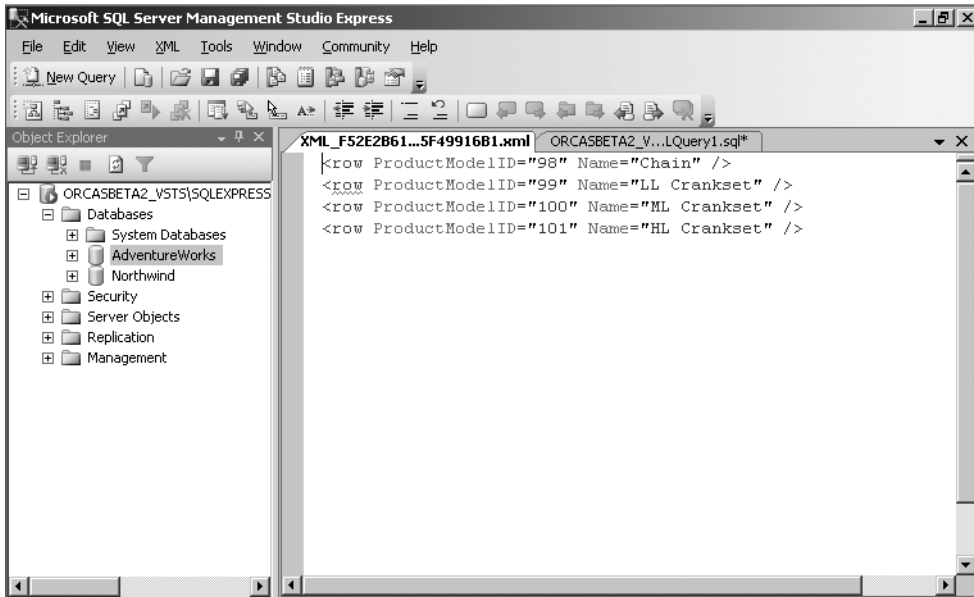 Microsoft SQL Server Management Studio Express
File Edit View XML Tools Window Community Help
New Query
Object Explorer
XML_F52E2B61...5F49916B1.xml
ORCASBETA2_V...LQuery1.sql*
ORCASBETA2_VSTS\SQLEXPRESS
Databases
System Databases
AdventureWorks
Northwind
Security
Server Objects
Replication
Management
<row ProductModelID="98" Name="Chain" />
<row ProductModelID="99" Name="LL Crankset" />
<row ProductModelID="100" Name="ML Crankset" />
<row ProductModelID="101" Name="HL Crankset" />